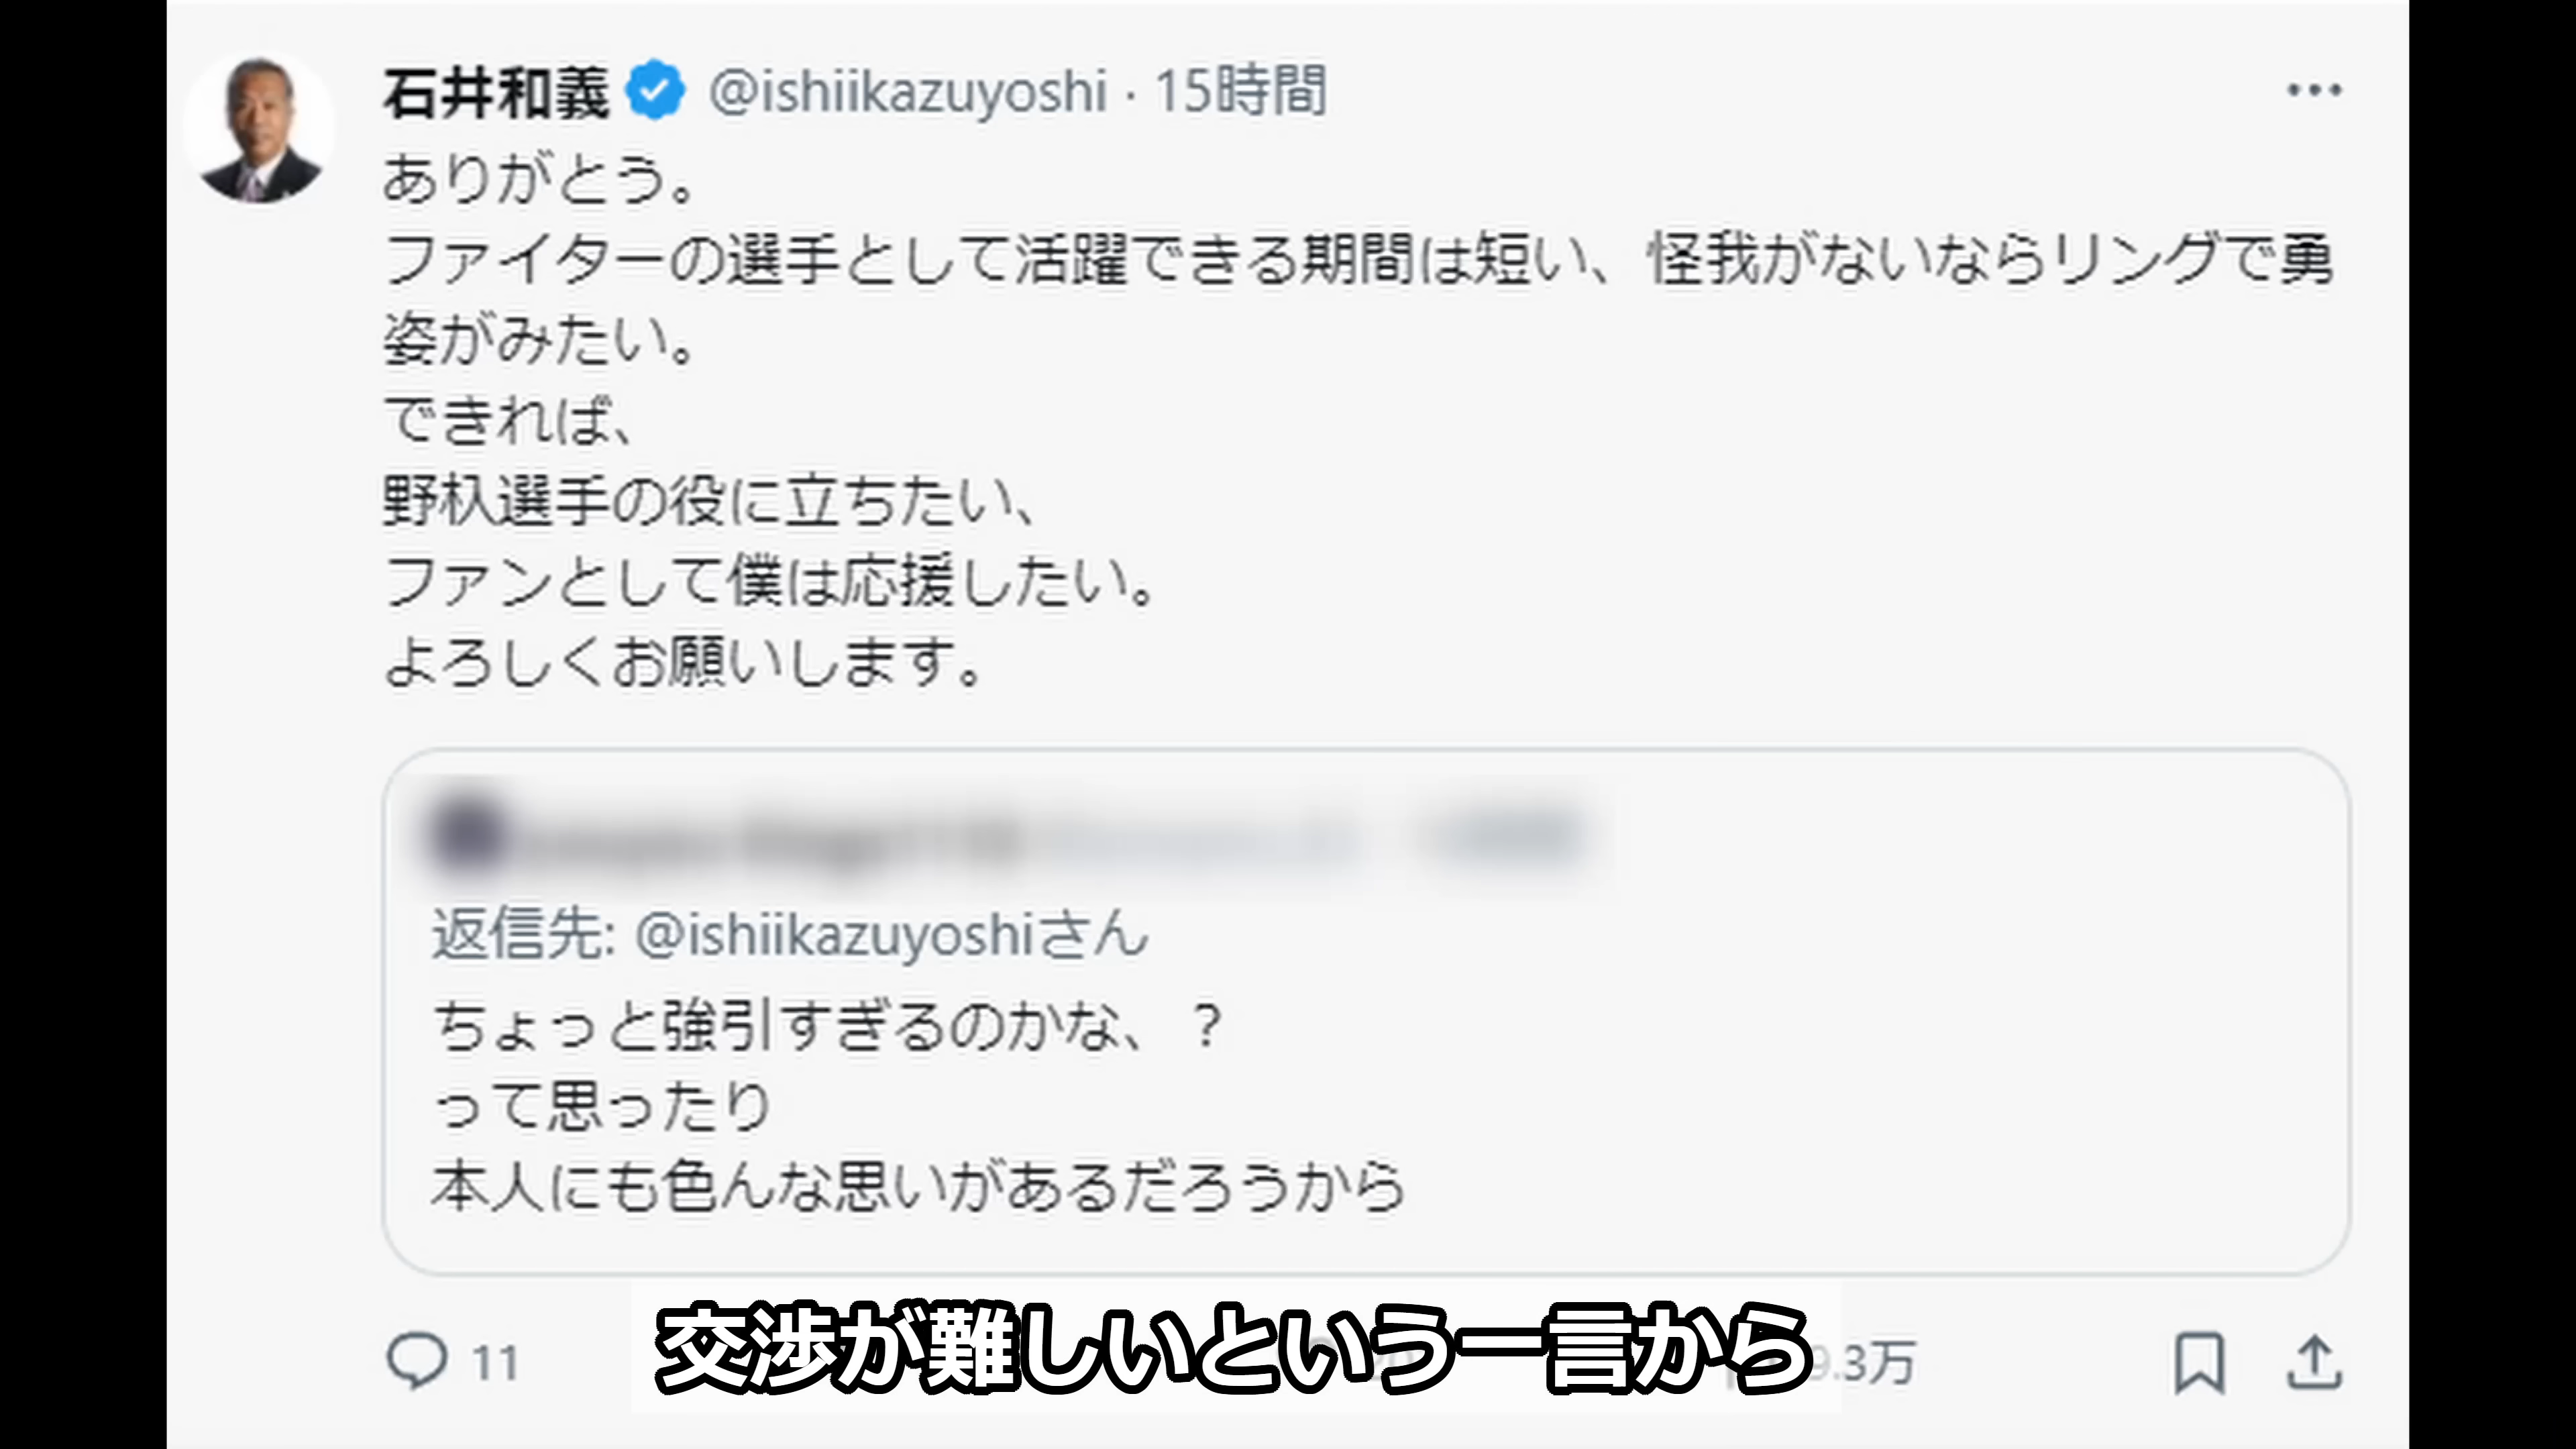 石井和義 @ishiikazuyoshi · 15時間
ありがとう。
ファイターの選手として活躍できる期間は短い、怪我がないならリングで勇
姿がみたい。
できれば、
野杁選手の役に立ちたい、
ファンとして僕は応援したい。
よろしくお願いします。
返信先: @ishiikazuyoshiさん
ちょっと強引すぎるのかな、？
って思ったり
本人にも色んな思いがあるだろうから
11
交渉が難しいという一言から